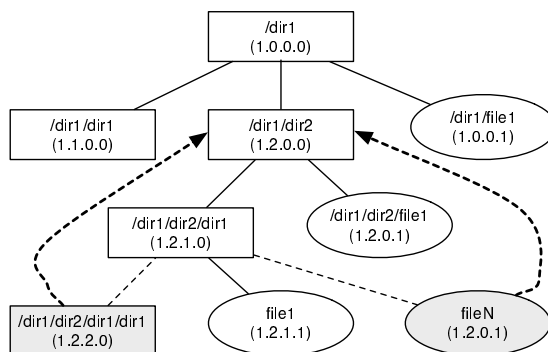 /dir1
(1.0.0.0)
/dir1/dir1
(1.1.0.0)
/dir1/dir2
(1.2.0.0)
/dir1/file1
(1.0.0.1)
/dir1/dir2/dir1
(1.2.1.0)
/dir1/dir2/file1
(1.2.0.1)
/dir1/dir2/dir1/dir1
(1.2.2.0)
file1
(1.2.1.1)
fileN
(1.2.0.1)